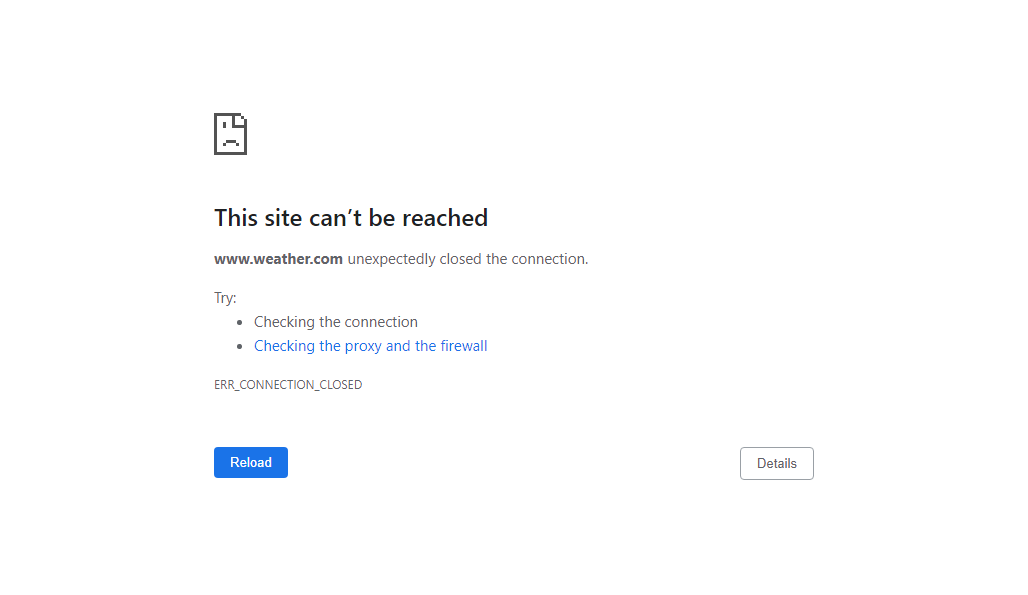 This site can’t be reached
www.weather.com unexpectedly closed the connection.
Try:
Checking the connection
Checking the proxy and the firewall
ERR_CONNECTION_CLOSED
Reload
Details